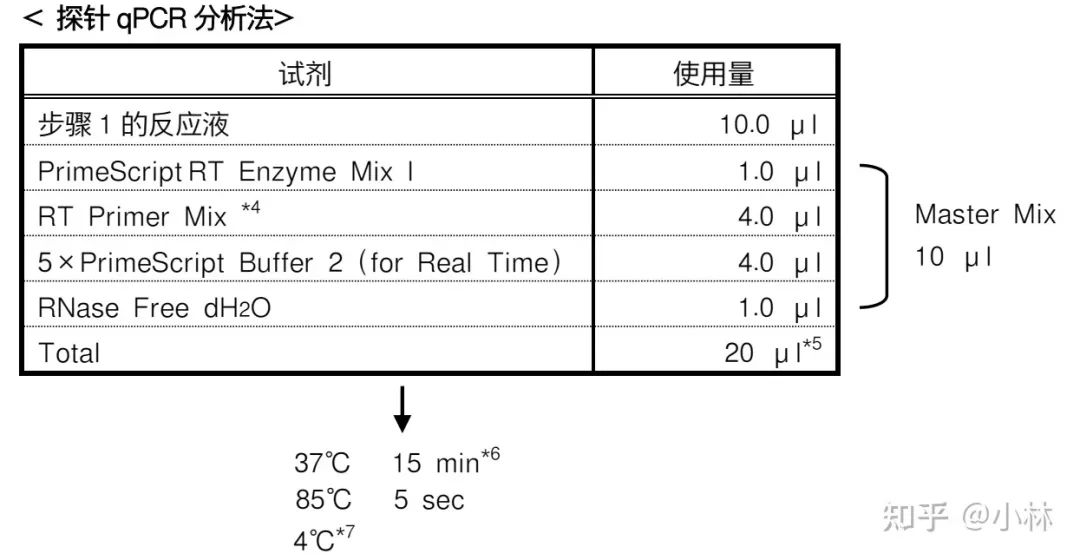 < 探针 qPCR 分析法>
试剂 使用量
步骤 1 的反应液 10.0 μl
PrimeScript RT Enzyme Mix I 1.0 μl
RT Primer Mix *4 4.0 μl
5×PrimeScript Buffer 2 (for Real Time) 4.0 μl
RNase Free dH2O 1.0 μl
Total 20 μl*5
Master Mix
10 μl
37℃ 15 min*6
85℃ 5 sec
4℃*7
知乎 @小林